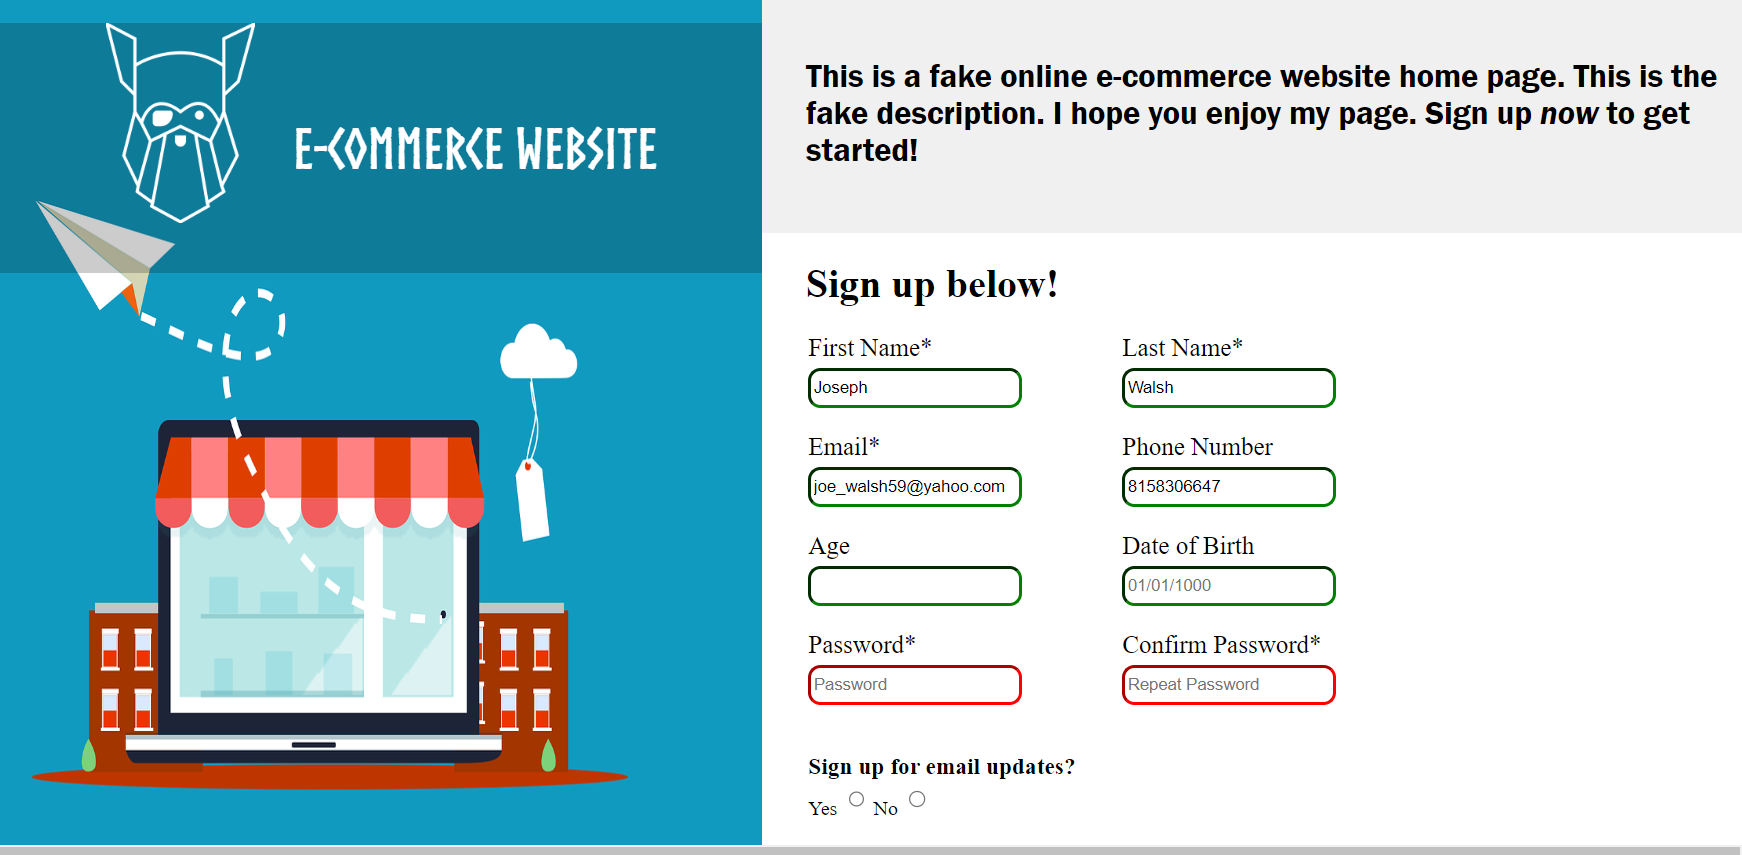 E-COMMERCE WEBSITE
This is a fake online e-commerce website home page. This is the
fake description. I hope you enjoy my page. Sign up now to get
started!
Sign up below!
First Name* Last Name*
Joseph Walsh
Email* Phone Number
joe_walsh59@yahoo.com 8158306647
Age Date of Birth
01/01/1000
Password* Confirm Password*
Password Repeat Password
Sign up for email updates?
Yes No